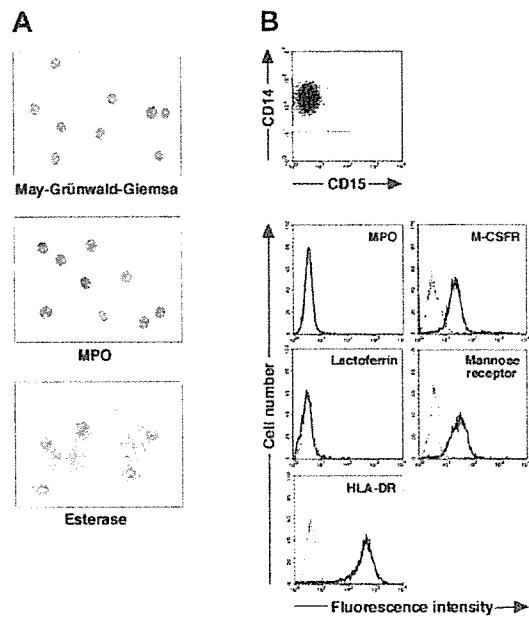 A
B
CD14
CD15
May-Grünwald-Giemsa
MPO
M-CSFR
MPO
Lactoferrin
Mannose
receptor
Cell number
HLA-DR
Esterase
Fluorescence intensity